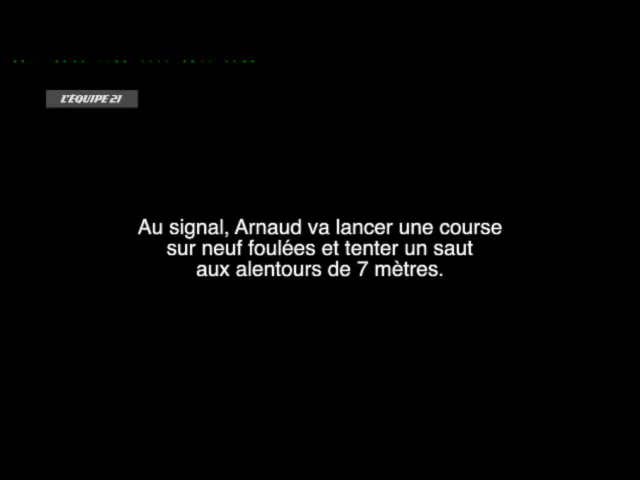 L'ÉQUIPE 21
Au signal, Arnaud va lancer une course
sur neuf foulées et tenter un saut
aux alentours de 7 mètres.